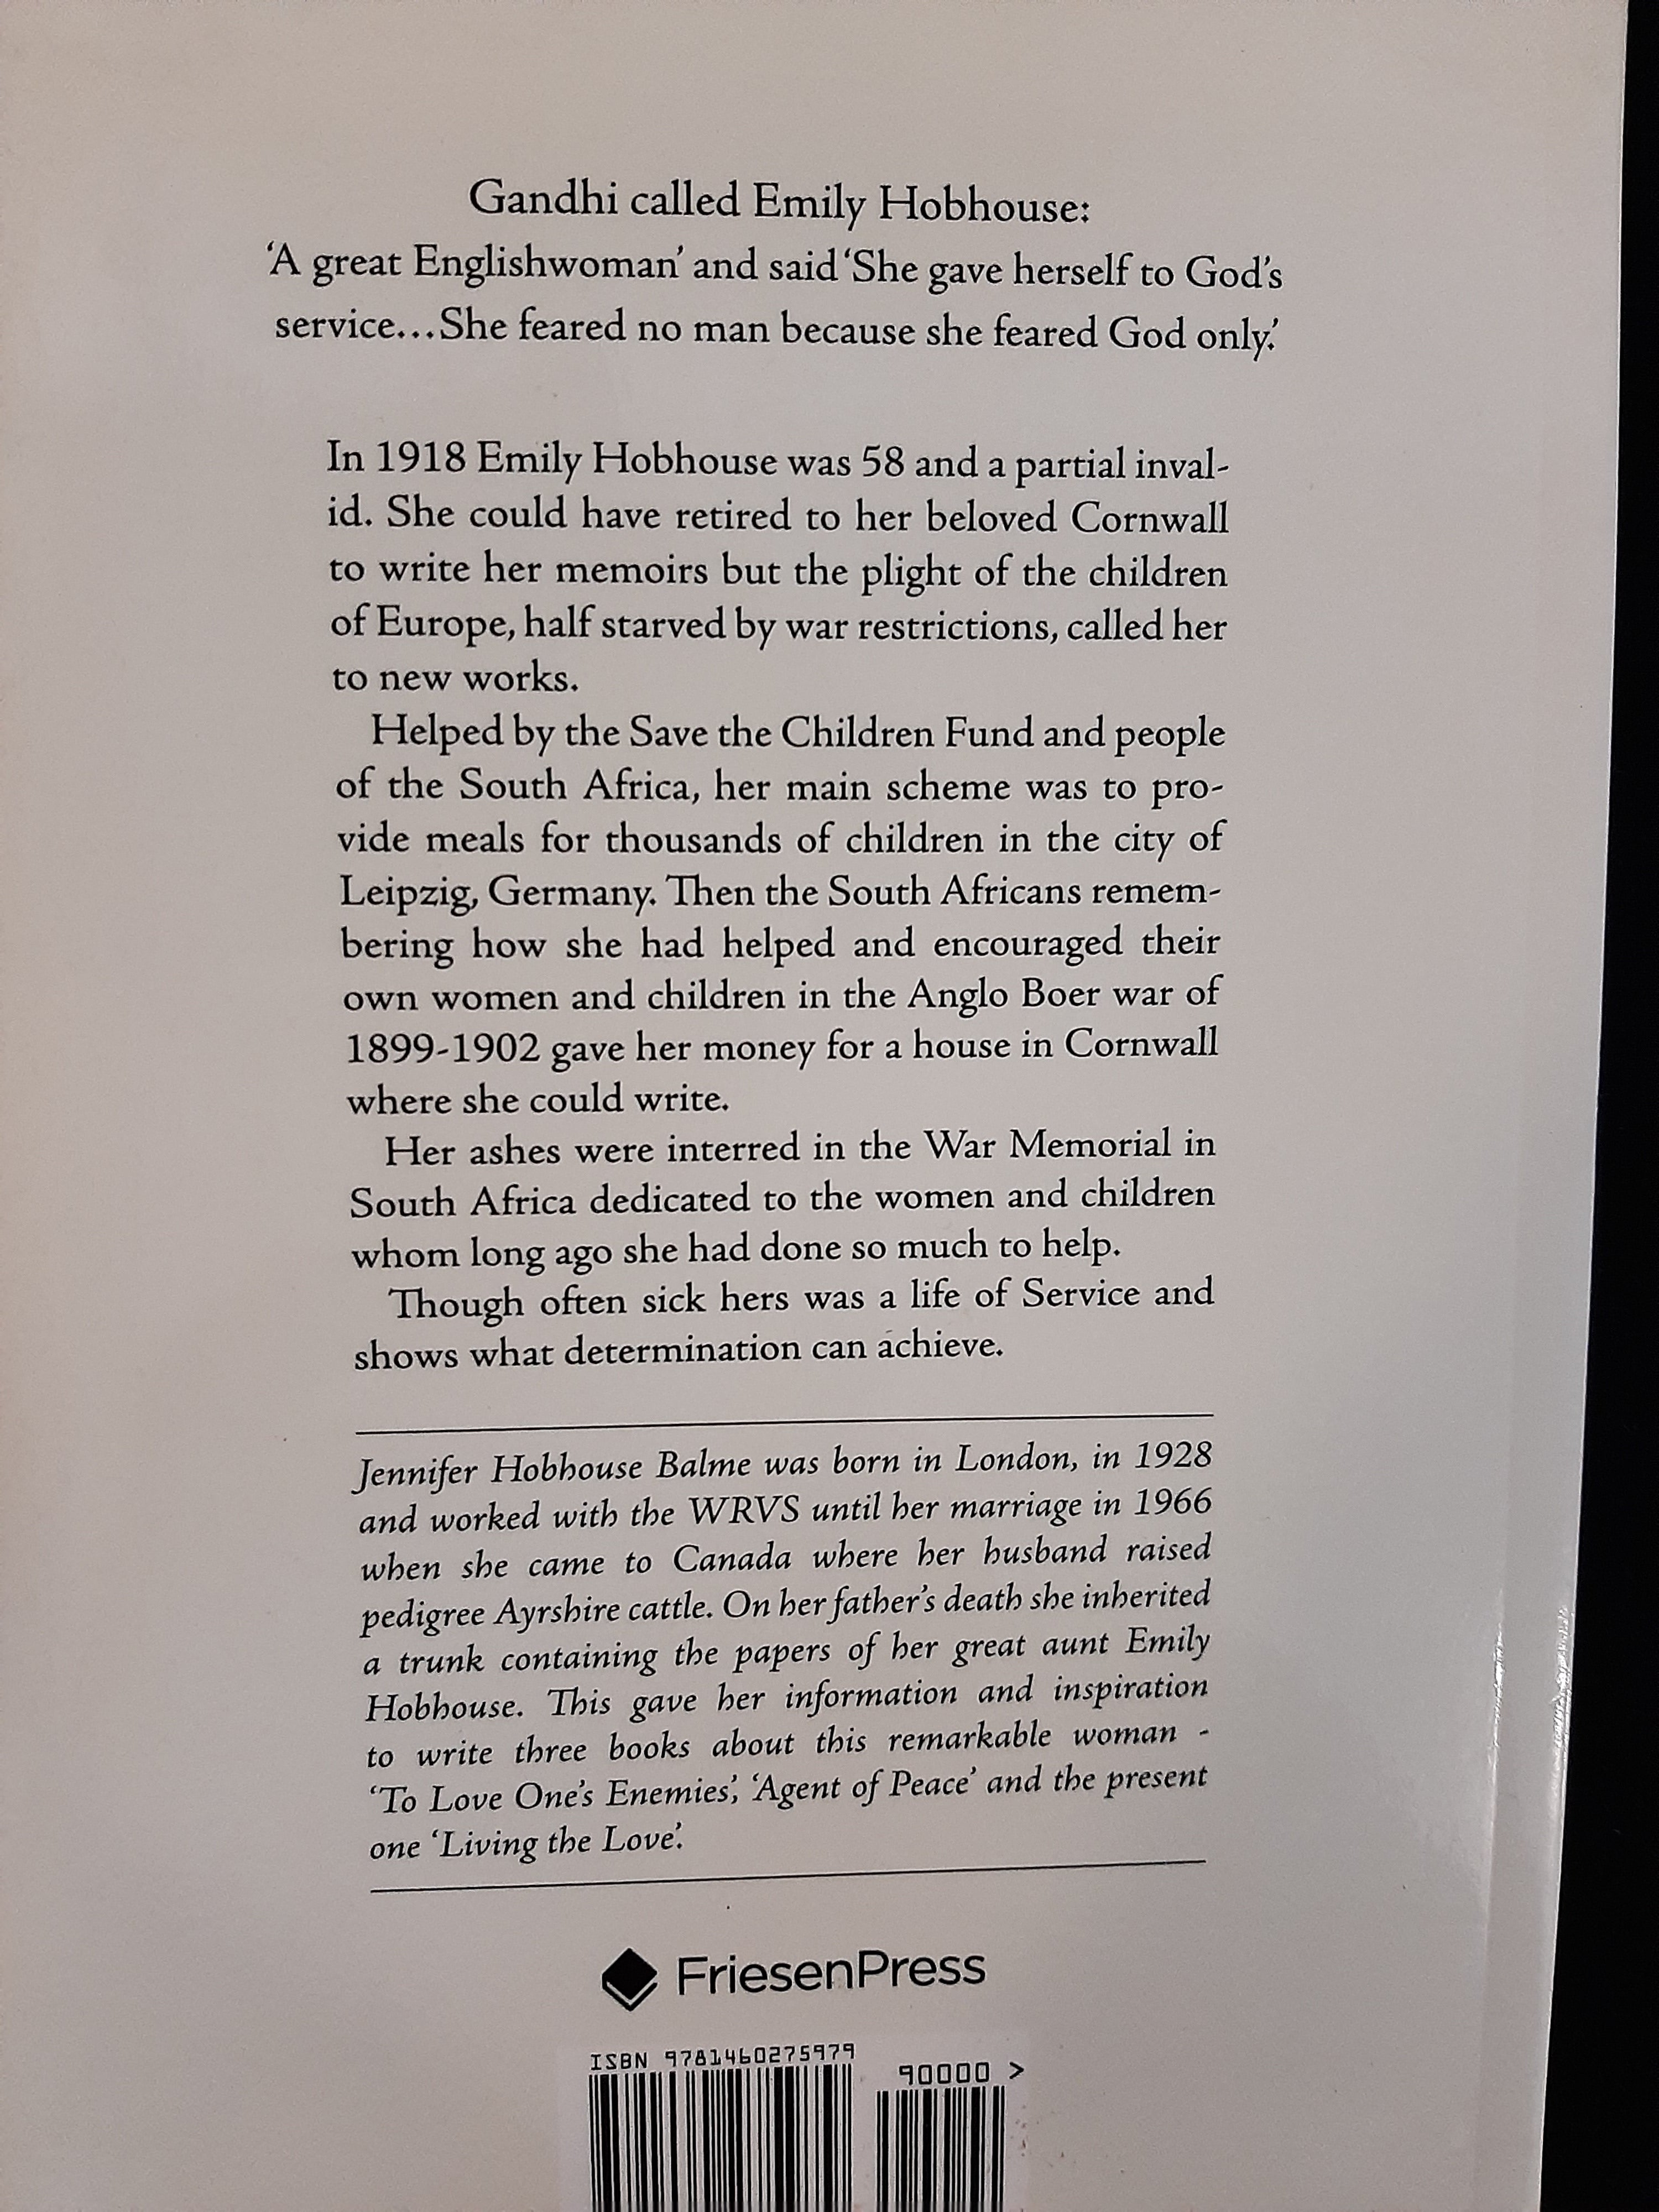 Gandhi called Emily Hobhouse:
‘A great Englishwoman’ and said ‘She gave herself to God’s
service...She feared no man because she feared God only.’
In 1918 Emily Hobhouse was 58 and a partial inval-
id. She could have retired to her beloved Cornwall
to write her memoirs but the plight of the children
of Europe, half starved by war restrictions, called her
to new works.
Helped by the Save the Children Fund and people
of the South Africa, her main scheme was to pro-
vide meals for thousands of children in the city of
Leipzig, Germany. Then the South Africans remem-
bering how she had helped and encouraged their
own women and children in the Anglo Boer war of
1899-1902 gave her money for a house in Cornwall
where she could write.
Her ashes were interred in the War Memorial in
South Africa dedicated to the women and children
whom long ago she had done so much to help.
Though often sick hers was a life of Service and
shows what determination can achieve.
Jennifer Hobhouse Balme was born in London, in 1928
and worked with the WRVS until her marriage in 1966
when she came to Canada where her husband raised
pedigree Ayrshire cattle. On her father’s death she inherited
a trunk containing the papers of her great aunt Emily
Hobhouse. This gave her information and inspiration
to write three books about this remarkable woman -
‘To Love One’s Enemies’, ‘Agent of Peace’ and the present
one ‘Living the Love’.
FriesenPress
ISBN 9781460275979
90000 >